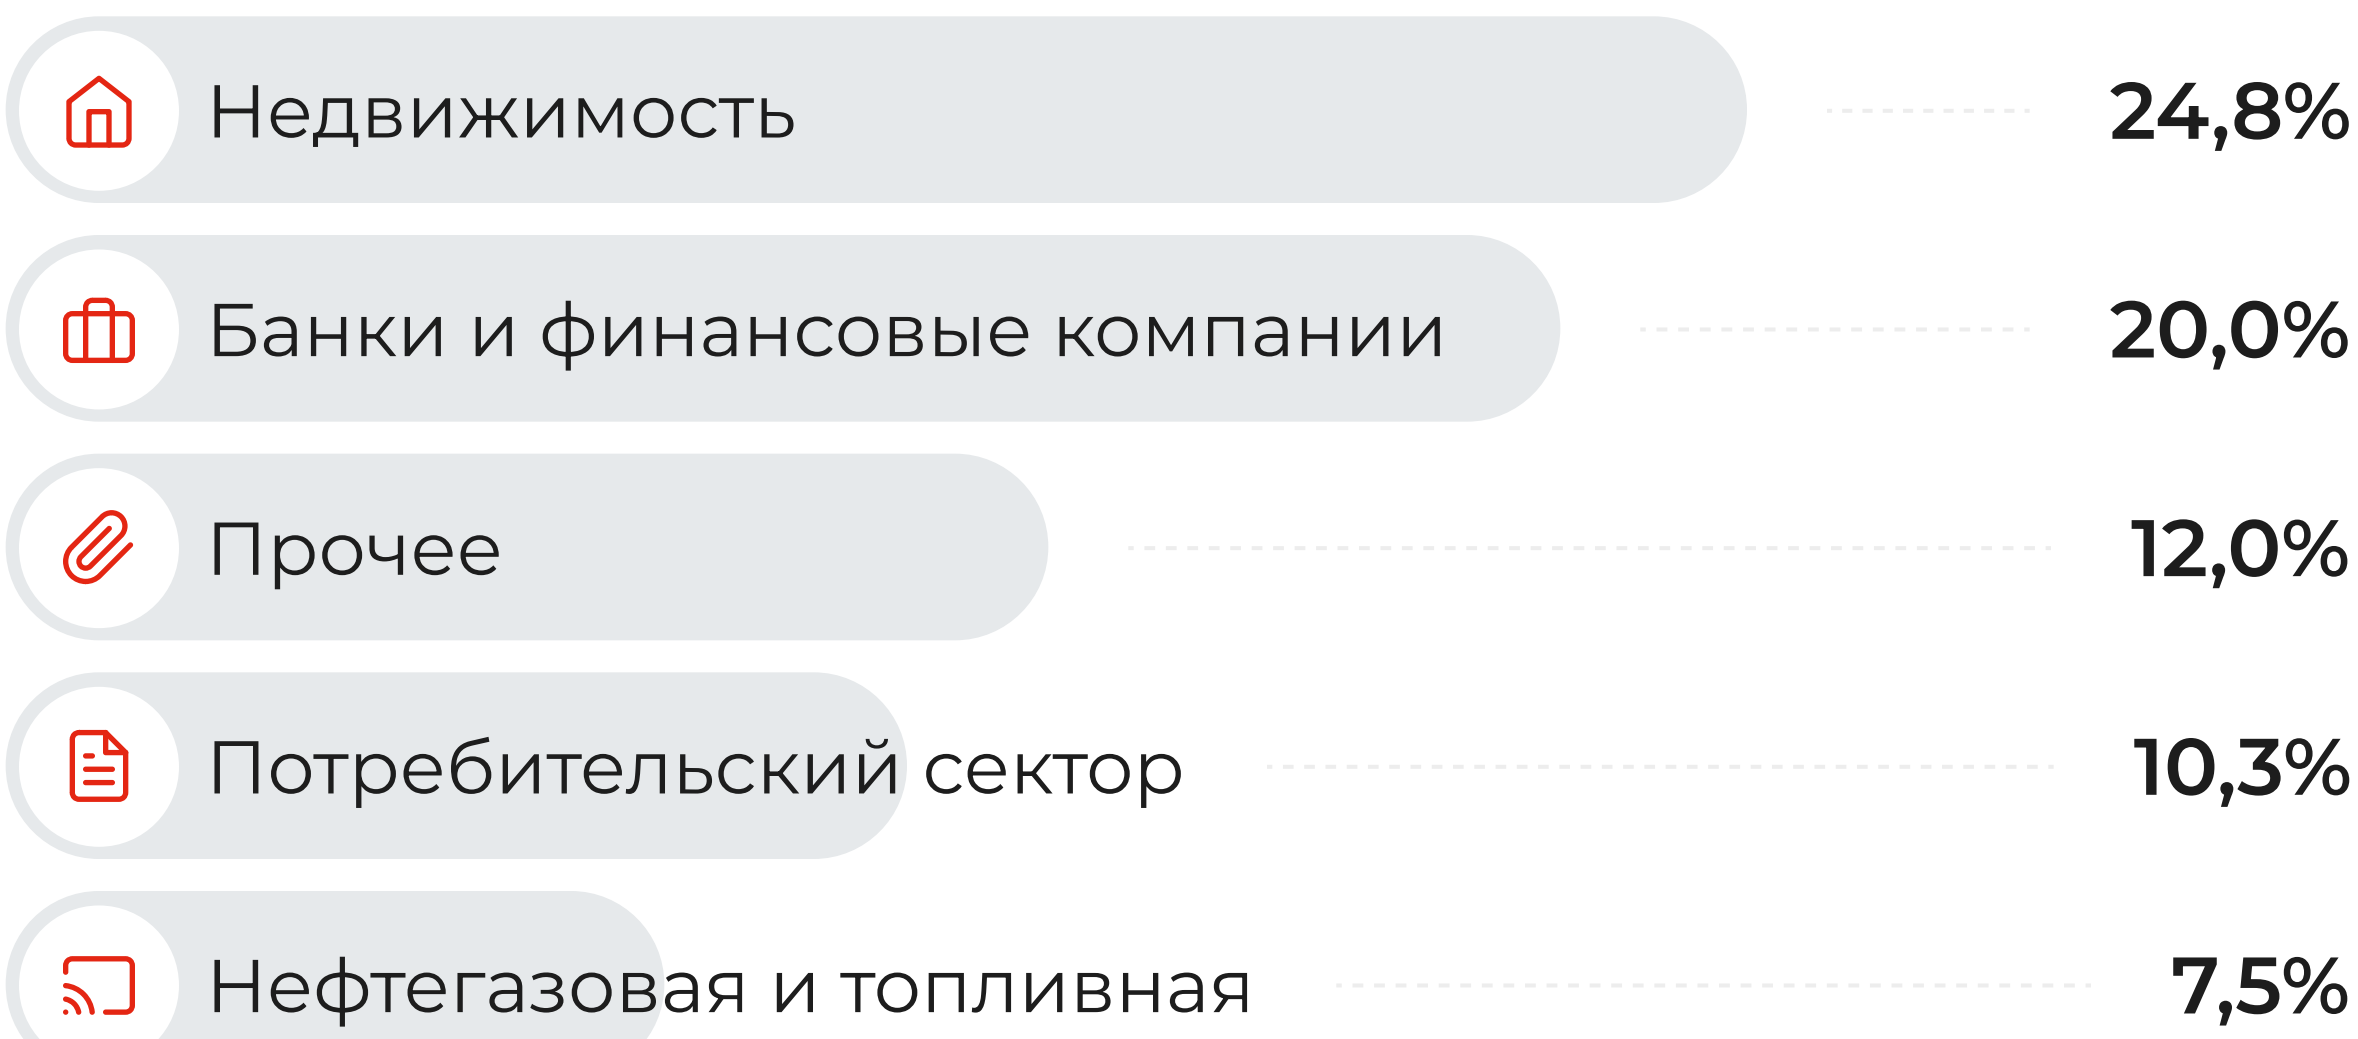 Недвижимость 24,8%
Банки и финансовые компании 20,0%
Прочее 12,0%
Потребительский сектор 10,3%
Нефтегазовая и топливная 7,5%